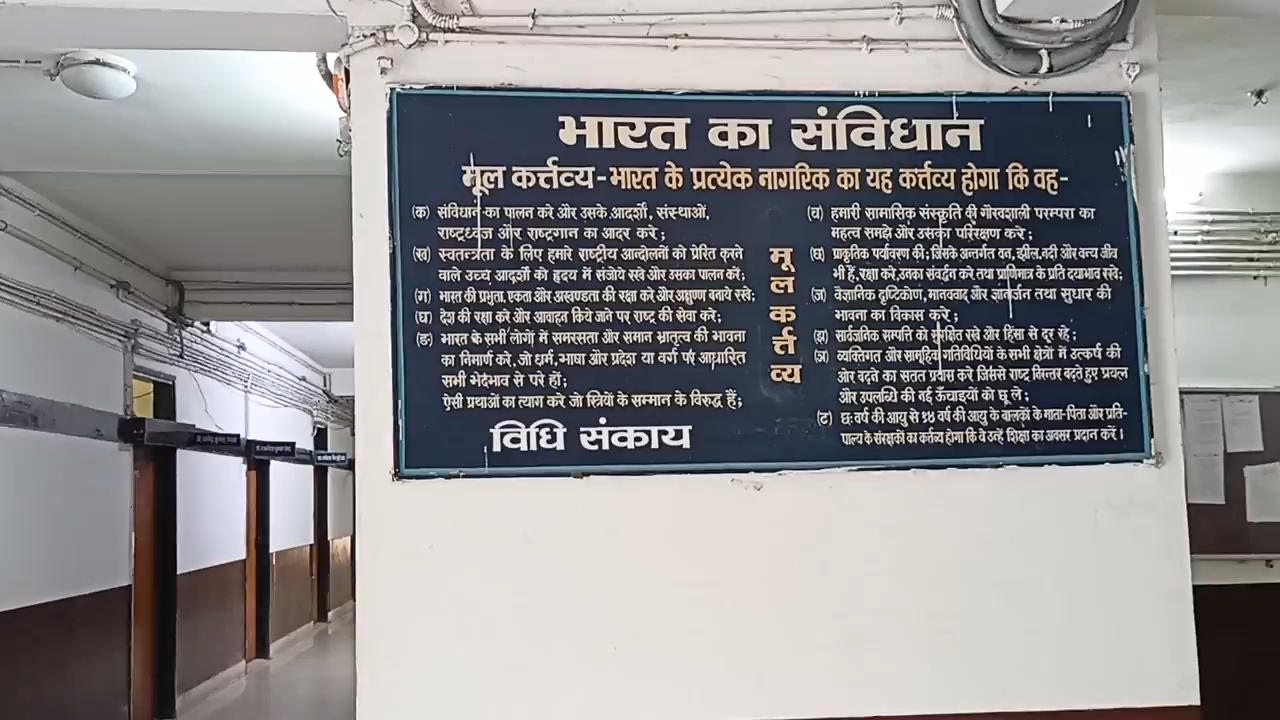 भारत का संविधान
मूल कर्त्तव्य-भारत के प्रत्येक नागरिक का यह कर्त्तव्य होगा कि वह-
(क) संविधान का पालन करे और उसके आदर्शों, संस्थाओं,
राष्ट्रध्वज और राष्ट्रगान का आदर करे;
(ख) स्वतन्त्रता के लिए हमारे राष्ट्रीय आन्दोलनों को प्रेरित करने
वाले उच्च आदर्शो को हृदय में संजोये रखे और उसका पालन करें;
(ग) भारत की प्रभुता, एकता और अखण्डता की रक्षा करे और अक्षुण्ण बनाये रखे;
(घ) देश की रक्षा करे और आवाहन किये जाने पर राष्ट्र की सेवा करे;
(ङ) भारत के सभी लोगों में समरसता और समान भ्रातृत्व की भावना
का निमार्ण करे, जो धर्म, भाषा और प्रदेश या वर्ग पर आधारित
सभी भेदभाव से परे हों;
ऐसी प्रथाओं का त्याग करे जो स्त्रियों के सम्मान के विरुद्ध हैं;
विधि संकाय
मूल कर्त्तव्य
(च) हमारी सामासिक संस्कृति की गौरवशाली परम्परा का
महत्व समझे और उसका परिरक्षण करे;
(छ) प्राकृतिक पर्यावरण की; जिसके अन्तर्गत वन, झील, नदी और वन्य जीव
भी हैं, रक्षा करे, उनका संवर्द्धन करे तथा प्राणिमात्र के प्रति दयाभाव रखे;
(ज) वैज्ञानिक दृष्टिकोण, मानववाद और ज्ञानार्जन तथा सुधार की
भावना का विकास करे;
(झ) सार्वजनिक सम्पत्ति को सुरक्षित रखे और हिंसा से दूर रहे;
(ञ) व्यक्तिगत और सामूहिक गतिविधियों के सभी क्षेत्रों में उत्कर्ष की
ओर बढ़ने का सतत प्रयास करे जिससे राष्ट्र निरन्तर बढ़ते हुए प्रयत्न
और उपलब्धि की नई ऊँचाइयों को छू ले;
(ट) छः वर्ष की आयु से १४ वर्ष की आयु के बालकों के माता-पिता और प्रति-
पाल्य के संरक्षकों का कर्तव्य होगा कि वे उन्हें शिक्षा का अवसर प्रदान करें।